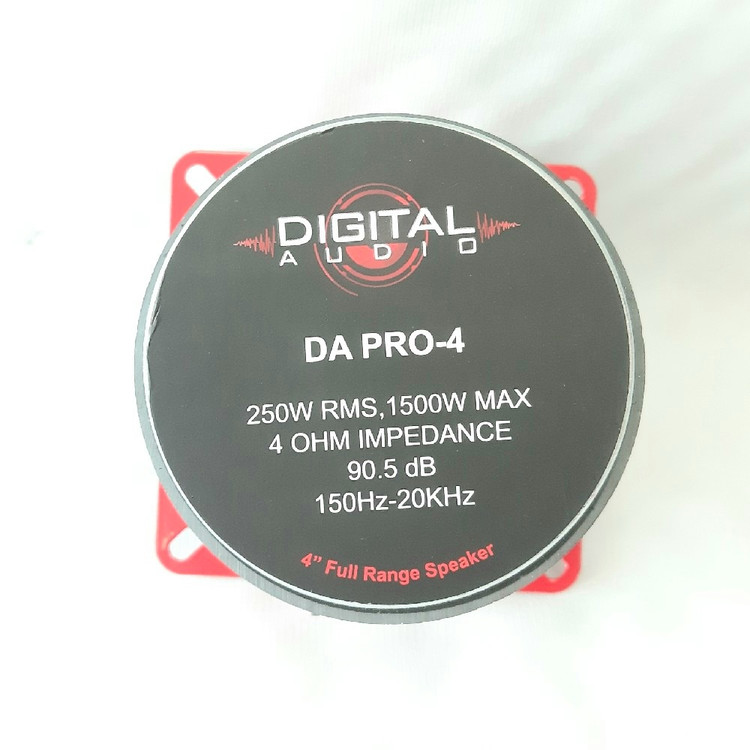 DIGITAL
AUDIO
DA PRO-4
250W RMS,1500W MAX
4 OHM IMPEDANCE
90.5 dB
150Hz-20KHz
4” Full Range Speaker